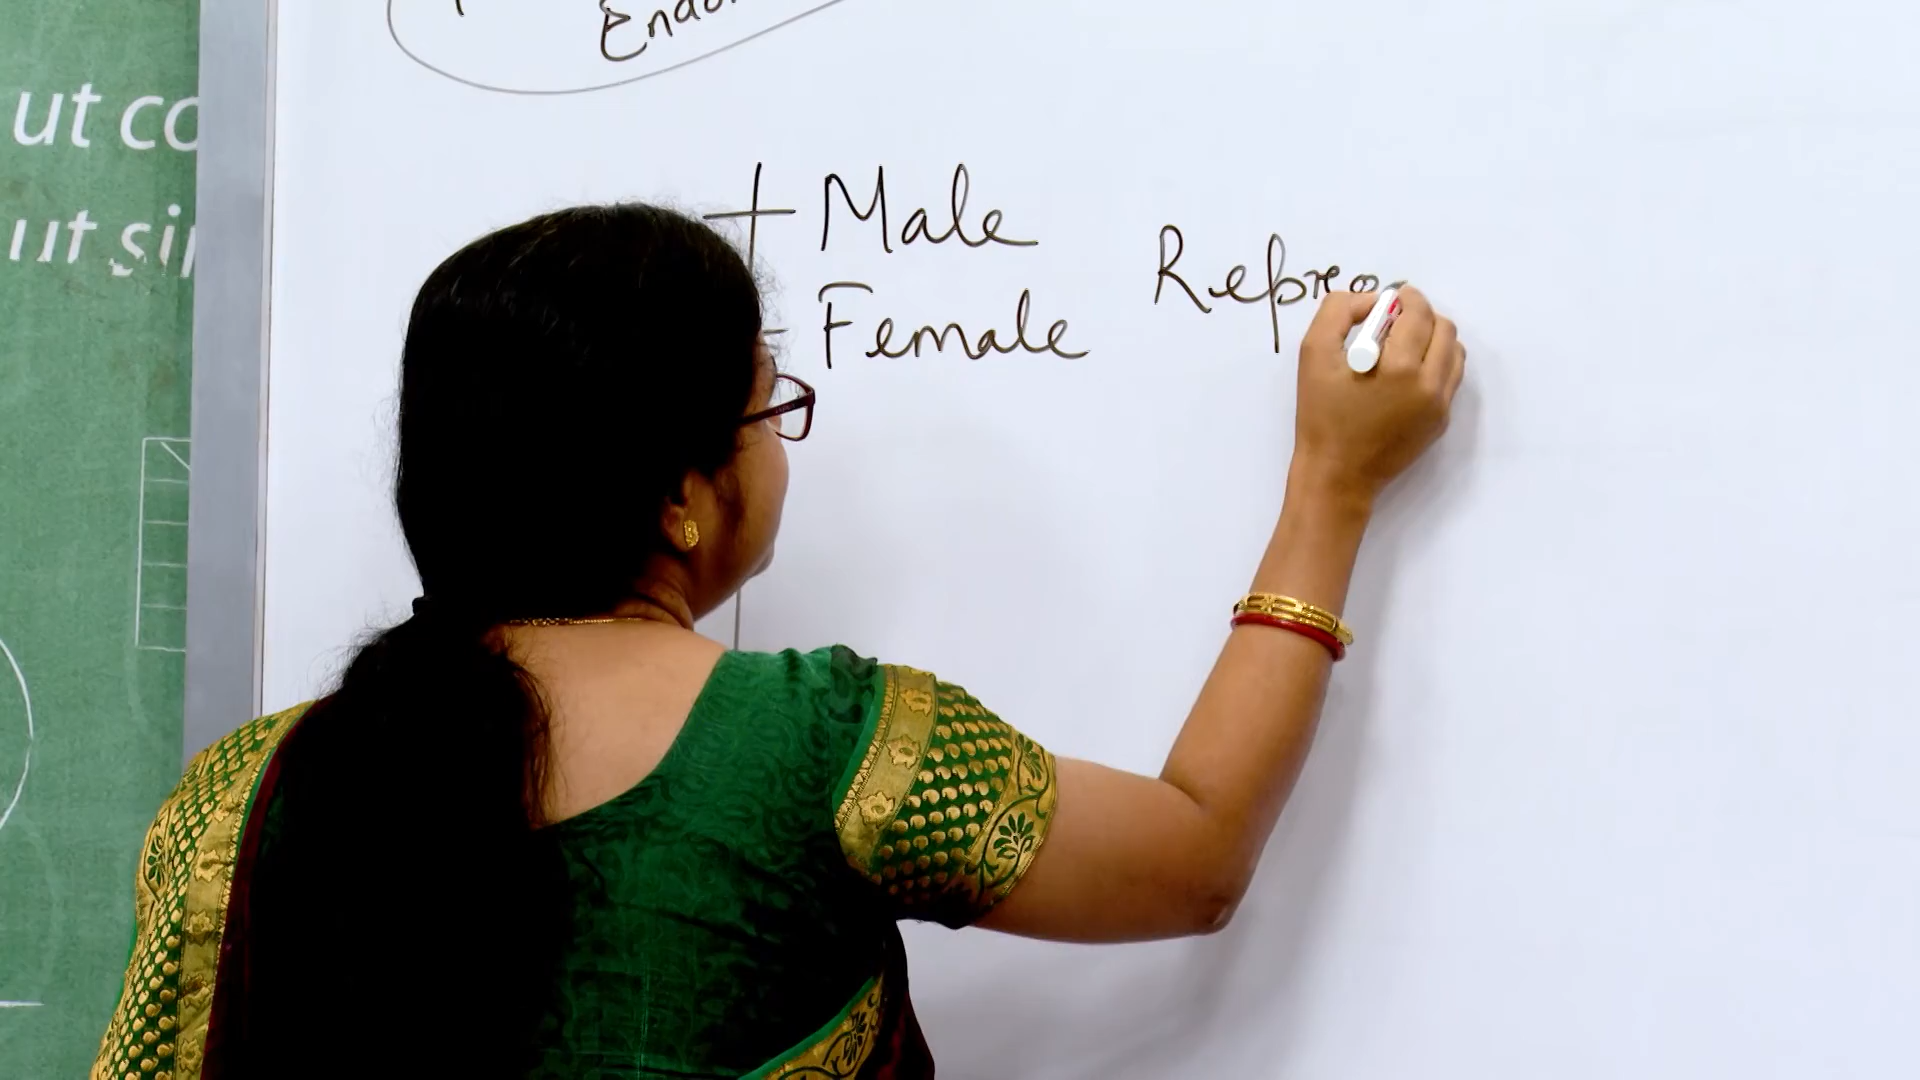 ut co
ut si
Endo
Male
Female
Repro